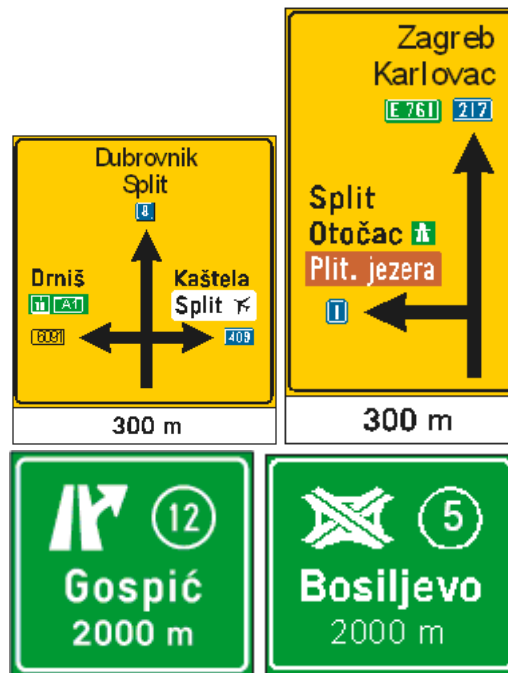 Dubrovnik
Split
8
Drniš
A1
6091
Kaštela
Split
409
300 m
Zagreb
Karlovac
E 761 217
Split
Otočac
Plit. jezera
1
300 m
12
Gospić
2000 m
5
Bosiljevo
2000 m